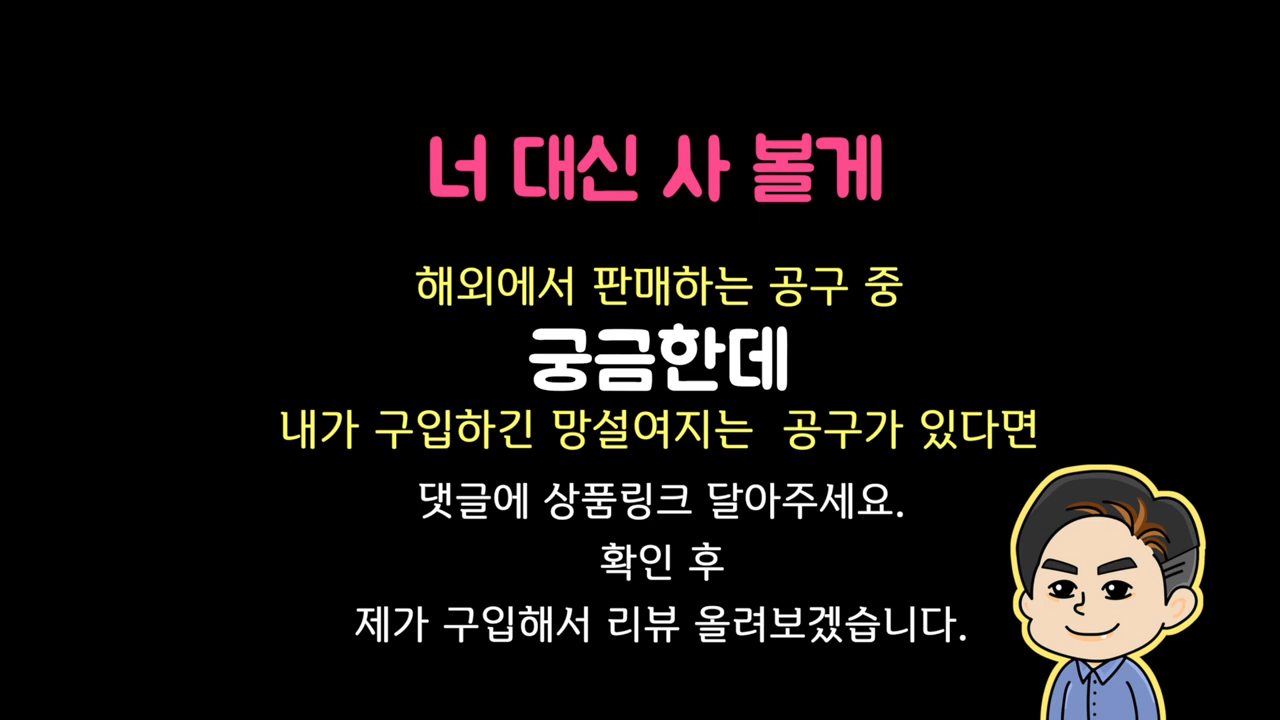 너 대신 사 볼게
해외에서 판매하는 공구 중
궁금한데
내가 구입하긴 망설여지는 공구가 있다면
댓글에 상품링크 달아주세요.
확인 후
제가 구입해서 리뷰 올려보겠습니다.